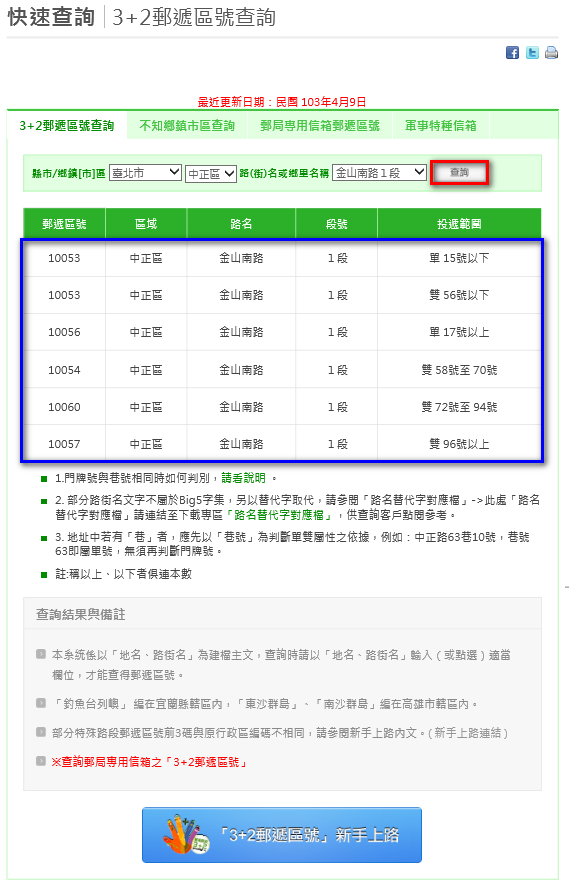 快速查詢 | 3+2郵遞區號查詢
最近更新日期：民國 103年4月9日
3+2郵遞區號查詢 不知鄉鎮市區查詢 郵局專用信箱郵遞區號 軍事特種信箱
縣市/鄉鎮[市]區 臺北市 中正區 路(街)名或鄉里名稱 金山南路１段 查詢
郵遞區號 區域 路名 段號 投遞範圍
10053 中正區 金山南路 １段 單 15號以下
10053 中正區 金山南路 １段 雙 56號以下
10056 中正區 金山南路 １段 單 17號以上
10054 中正區 金山南路 １段 雙 58號至 70號
10060 中正區 金山南路 １段 雙 72號至 94號
10057 中正區 金山南路 １段 雙 96號以上
1.門牌號與巷號相同時如何判別，請看說明 。
2. 部分路街名文字不屬於Big5字集，另以替代字取代，請參閱「路名替代字對應檔」->此處「路名
替代字對應檔」請連結至下載專區「路名替代字對應檔」，供查詢客戶點閱參考。
3. 地址中若有「巷」者，應先以「巷號」為判斷單雙屬性之依據，例如：中正路63巷10號，巷號
63即屬單號，無須再判斷門牌號。
註:稱以上、以下者俱連本數
查詢結果與備註
本系統係以「地名、路街名」為建檔主文，查詢時請以「地名、路街名」輸入（或點選）適當
欄位，才能查得郵遞區號。
「釣魚台列嶼」 編在宜蘭縣轄區內，「東沙群島」、「南沙群島」編在高雄市轄區內。
部分特殊路段郵遞區號前3碼與原行政區編碼不相同，請參閱新手上路內文。( 新手上路連結 )
※查詢郵局專用信箱之「3+2郵遞區號」
「3+2郵遞區號」新手上路